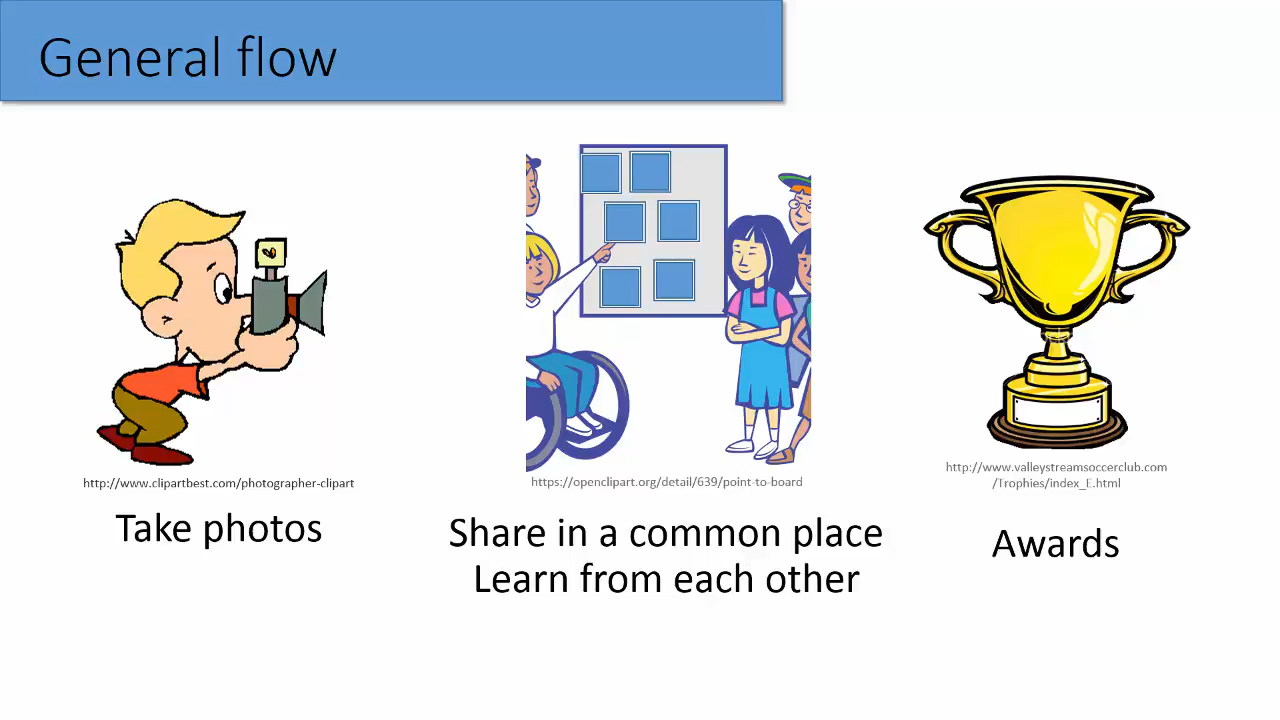 General flow
http://www.clipartbest.com/photographer-clipart
Take photos
https://openclipart.org/detail/639/point-to-board
Share in a common place
Learn from each other
http://www.valleystreamsoccerclub.com
/Trophies/index_E.html
Awards